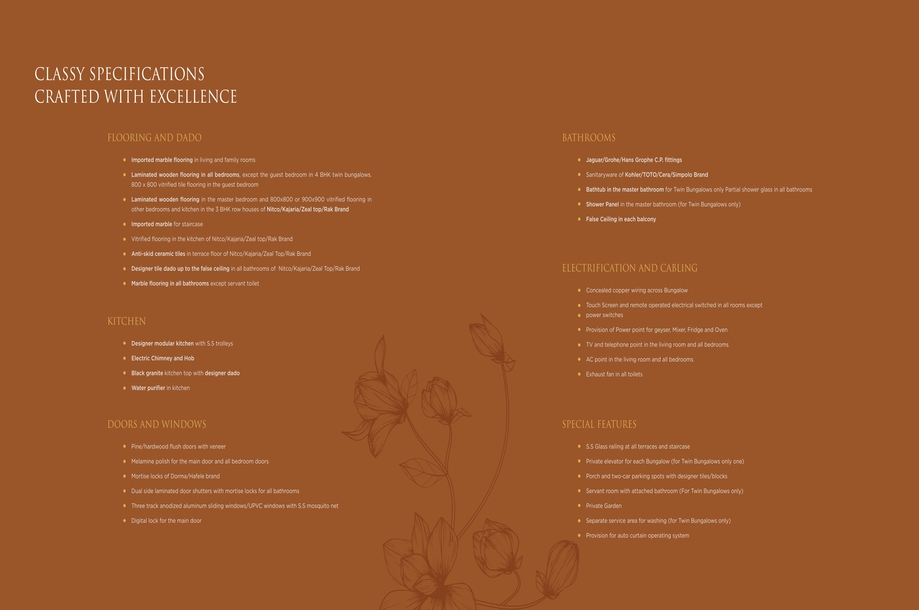 CLASSY SPECIFICATIONS
CRAFTED WITH EXCELLENCE
FLOORING AND DADO
Imported marble flooring in living and family rooms
Laminated wooden flooring in all bedrooms, except the guest bedroom in 4 BHK twin bungalows,
800 x 800 vitrified tile flooring in the guest bedroom
Laminated wooden flooring in the master bedroom and 800x800 or 900x900 vitrified flooring in
other bedrooms and kitchen in the 3 BHK row houses of Nitco/Kajaria/Zeal top/Rak Brand
Imported marble for staircase
Vitrified flooring in the kitchen of Nitco/Kajaria/Zeal top/Rak Brand
Anti-skid ceramic tiles in terrace floor of Nitco/Kajaria/Zeal Top/Rak Brand
Designer tile dado up to the false ceiling in all bathrooms of Nitco/Kajaria/Zeal Top/Rak Brand
Marble flooring in all bathrooms except servant toilet
KITCHEN
Designer modular kitchen with S.S trolleys
Electric Chimney and Hob
Black granite kitchen top with designer dado
Water purifier in kitchen
DOORS AND WINDOWS
Pine/hardwood flush doors with veneer
Melamine polish for the main door and all bedroom doors
Mortise locks of Dorma/Hafele brand
Dual side laminated door shutters with mortise locks for all bathrooms
Three track anodized aluminum sliding windows/UPVC windows with S.S mosquito net
Digital lock for the main door
BATHROOMS
Jaguar/Grohe/Hans Grophe C.P. fittings
Sanitaryware of Kohler/TOTO/Cera/Simpolo Brand
Bathtub in the master bathroom for Twin Bungalows only Partial shower glass in all bathrooms
Shower Panel in the master bathroom (for Twin Bungalows only)
False Ceiling in each balcony
ELECTRIFICATION AND CABLING
Concealed copper wiring across Bungalow
Touch Screen and remote operated electrical switched in all rooms except
power switches
Provision of Power point for geyser, Mixer, Fridge and Oven
TV and telephone point in the living room and all bedrooms
AC point in the living room and all bedrooms
Exhaust fan in all toilets
SPECIAL FEATURES
S.S Glass railing at all terraces and staircase
Private elevator for each Bungalow (for Twin Bungalows only one)
Porch and two-car parking spots with designer tiles/blocks
Servant room with attached bathroom (For Twin Bungalows only)
Private Garden
Separate service area for washing (for Twin Bungalows only)
Provision for auto curtain operating system